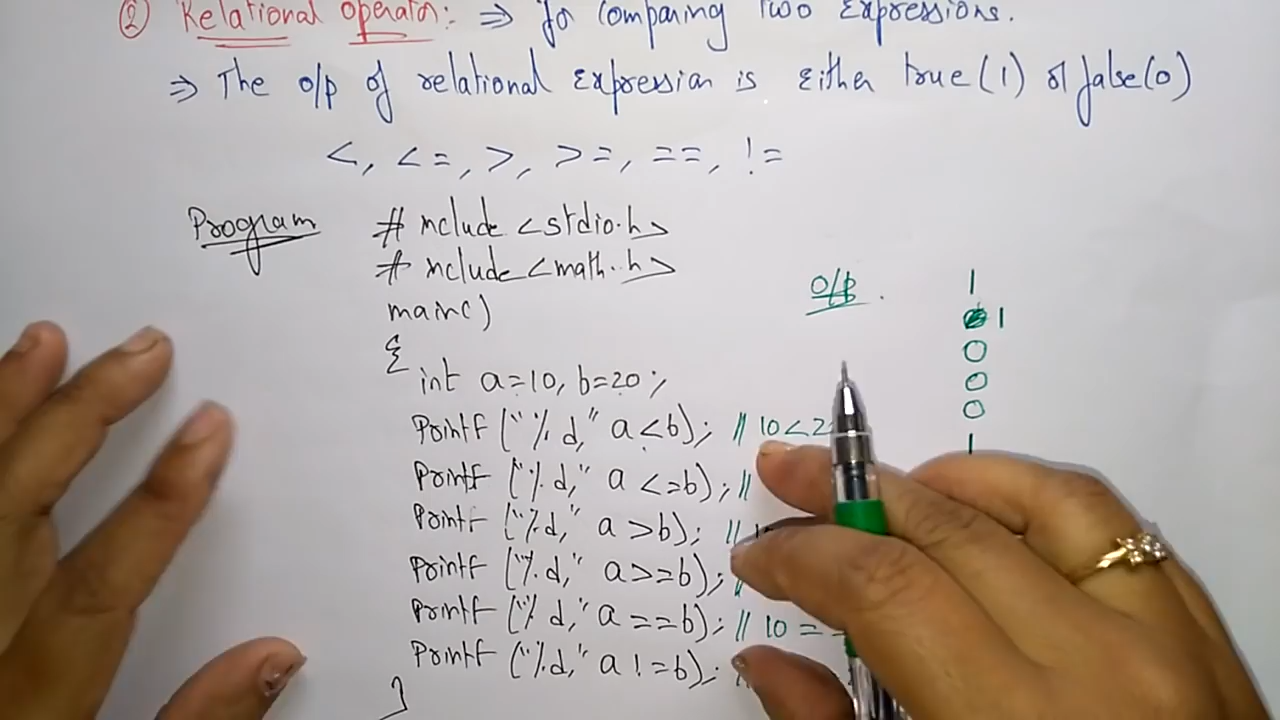 ② Relational operator:- ⇒ for comparing Two Expressions.
⇒ The o/p of relational Expression is Either true(1) or false(0)
<, <=, >, >=, ==, !=
Program # include <stdio.h>
# include <math.h>
main()
{
o/p.
int a=10, b=20;
printf ("%d," a<b); // 10<2
printf ("%d," a <=b); //
printf ("%d," a >b); // 10
printf ("%d," a>=b); //
printf ("%d," a ==b); // 10 =
printf ("%d," a !=b); //
}
1
1
0
0
0
1